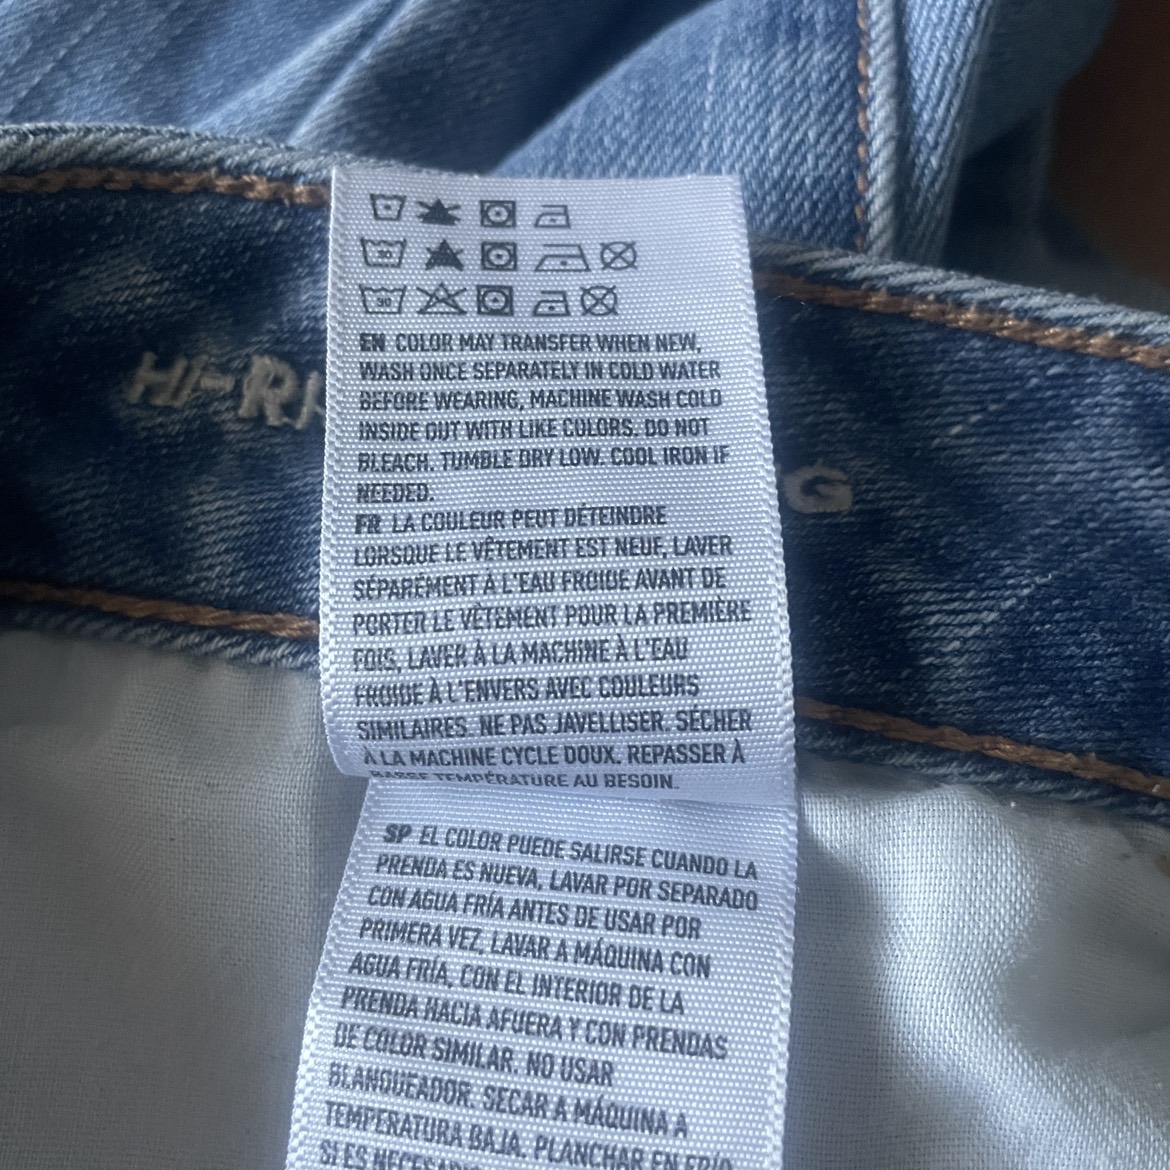 30
30
EN COLOR MAY TRANSFER WHEN NEW,
WASH ONCE SEPARATELY IN COLD WATER
BEFORE WEARING, MACHINE WASH COLD
INSIDE OUT WITH LIKE COLORS. DO NOT
BLEACH. TUMBLE DRY LOW. COOL IRON IF
NEEDED.
FR LA COULEUR PEUT DÉTEINDRE
LORSQUE LE VÊTEMENT EST NEUF, LAVER
SÉPARÉMENT À L'EAU FROIDE AVANT DE
PORTER LE VÊTEMENT POUR LA PREMIÈRE
FOIS, LAVER À LA MACHINE À L'EAU
FROIDE À L'ENVERS AVEC COULEURS
SIMILAIRES. NE PAS JAVELLISER. SÉCHER
À LA MACHINE CYCLE DOUX. REPASSER À
BASSE TEMPÉRATURE AU BESOIN.
SP EL COLOR PUEDE SALIRSE CUANDO LA
PRENDA ES NUEVA, LAVAR POR SEPARADO
CON AGUA FRÍA ANTES DE USAR POR
PRIMERA VEZ, LAVAR A MÁQUINA CON
AGUA FRÍA, CON EL INTERIOR DE LA
PRENDA HACIA AFUERA Y CON PRENDAS
DE COLOR SIMILAR. NO USAR
BLANQUEADOR. SECAR A MÁQUINA A
TEMPERATURA BAJA. PLANCHAR EN FRÍO
SI ES
HI-RI
G